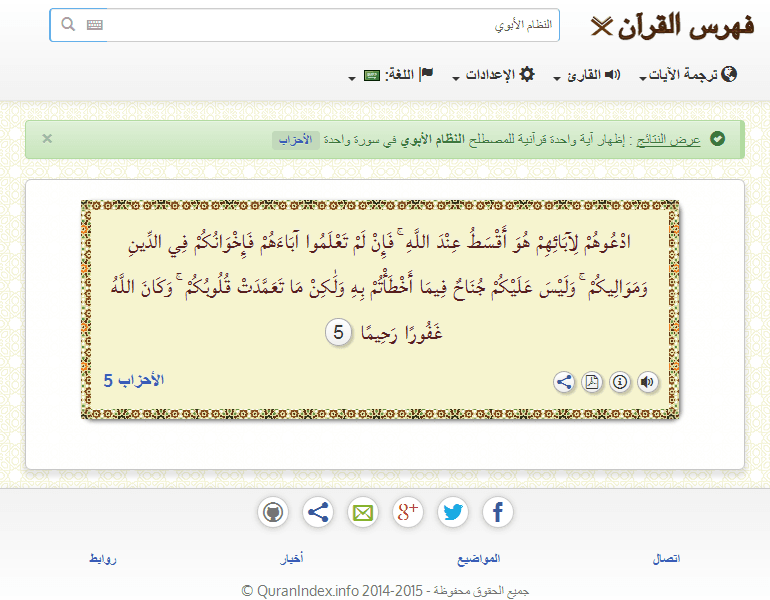 فهرس القرآن
النظام الأبوي
ترجمة الآيات
القارئ
الإعدادات
اللغة:
عرض النتائج : إظهار آية واحدة قرآنية للمصطلح النظام الأبوي في سورة واحدة الأحزاب ×
ادْعُوهُمْ لِآبَائِهِمْ هُوَ أَقْسَطُ عِنْدَ اللَّهِ ۚ فَإِنْ لَمْ تَعْلَمُوا آبَاءَهُمْ فَإِخْوَانُكُمْ فِي الدِّينِ
وَمَوَالِيكُمْ ۚ وَلَيْسَ عَلَيْكُمْ جُنَاحٌ فِيمَا أَخْطَأْتُمْ بِهِ وَلَٰكِنْ مَا تَعَمَّدَتْ قُلُوبُكُمْ ۚ وَكَانَ اللَّهُ
غَفُورًا رَحِيمًا 5
الأحزاب 5
8+
اتصال
المواضيع
أخبار
روابط
جميع الحقوق محفوظة - QuranIndex.info 2014-2015 ©